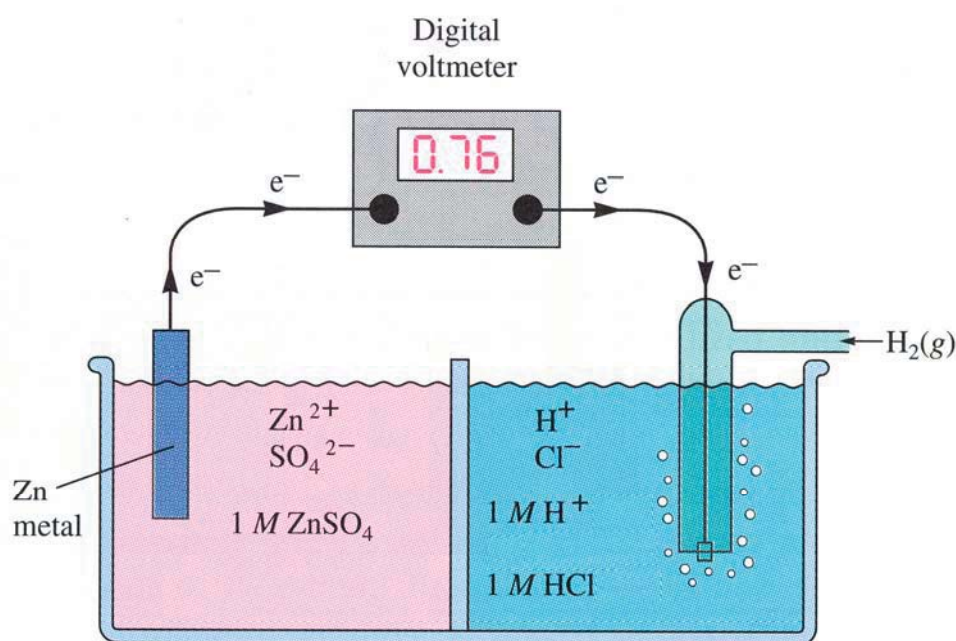 Digital
voltmeter
0.76
e⁻
e⁻
e⁻
e⁻
H₂(g)
Zn²⁺
SO₄²⁻
1 M ZnSO₄
H⁺
Cl⁻
1 M H⁺
1 M HCl
Zn
metal